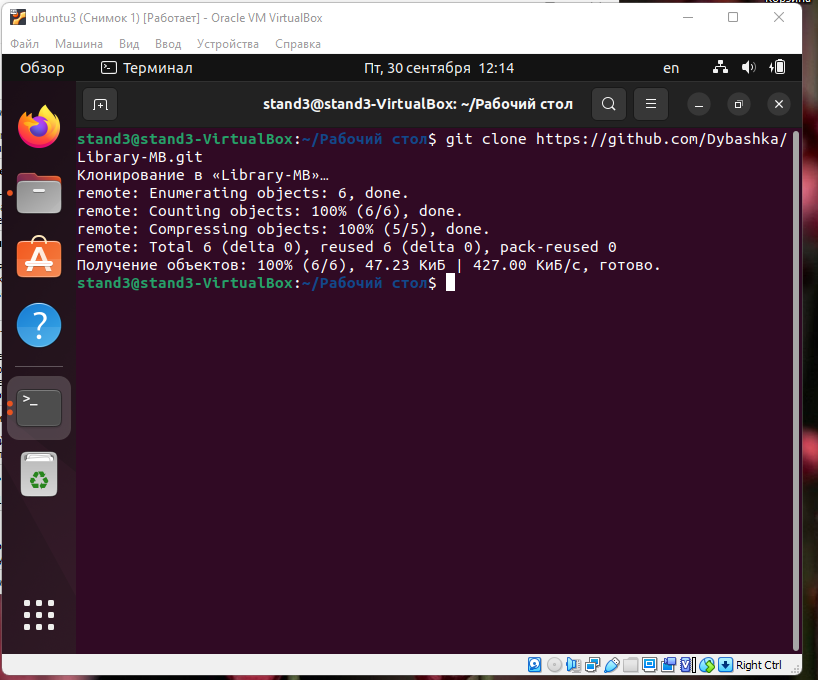 ubuntu3 (Снимок 1) [Работает] - Oracle VM VirtualBox
Файл Машина Вид Ввод Устройства Справка
Обзор Терминал Пт, 30 сентября 12:14 en
stand3@stand3-VirtualBox: ~/Рабочий стол
stand3@stand3-VirtualBox:~/Рабочий стол$ git clone https://github.com/Dybashka/
Library-MB.git
Клонирование в «Library-MB»…
remote: Enumerating objects: 6, done.
remote: Counting objects: 100% (6/6), done.
remote: Compressing objects: 100% (5/5), done.
remote: Total 6 (delta 0), reused 6 (delta 0), pack-reused 0
Получение объектов: 100% (6/6), 47.23 КиБ | 427.00 КиБ/с, готово.
stand3@stand3-VirtualBox:~/Рабочий стол$
Right Ctrl